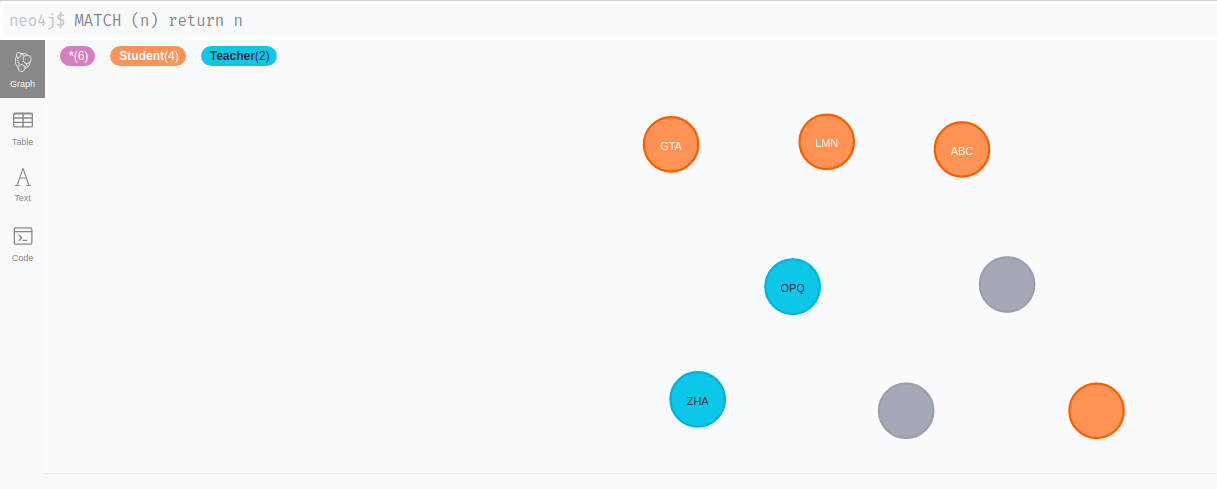 neo4j$ MATCH (n) return n
*(6) Student(4) Teacher(2)
Graph
Table
Text
Code
GTA LMN ABC
OPQ
ZHA